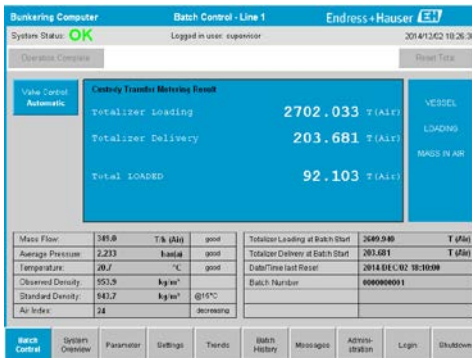 Bunkering Computer
Batch Control - Line 1
Endress+Hauser EH
System Status: OK
Logged in user: supervisor
2014/12/02 18:26:3
Operation Complete
Reset Total
Valve Control:
Automatic
Custody Transfer Metering Result
Totalizer Loading 2702.033 T(Air)
Totalizer Delivery 203.681 T(Air)
Total LOADED 92.103 T(Air)
VESSEL
LOADING
MASS IN AIR
Mass Flow: 349.0 T/h (Air) good
Average Pressure: 2.233 bar(a) good
Temperature: 20.7 °C good
Observed Density: 953.9 kg/m³
Standard Density: 943.7 kg/m³ @15°C
Air Index: 24 decreasing
Totalizer Loading at Batch Start 2609.940 T (Air)
Totalizer Delivery at Batch Start 203.681 T (Air)
Date/Time last Reset 2014/DEC/02 18:10:00
Batch Number 0000000001
Batch Control
System Overview
Parameter
Settings
Trends
Batch History
Messages
Admini-stration
Login
Shutdown